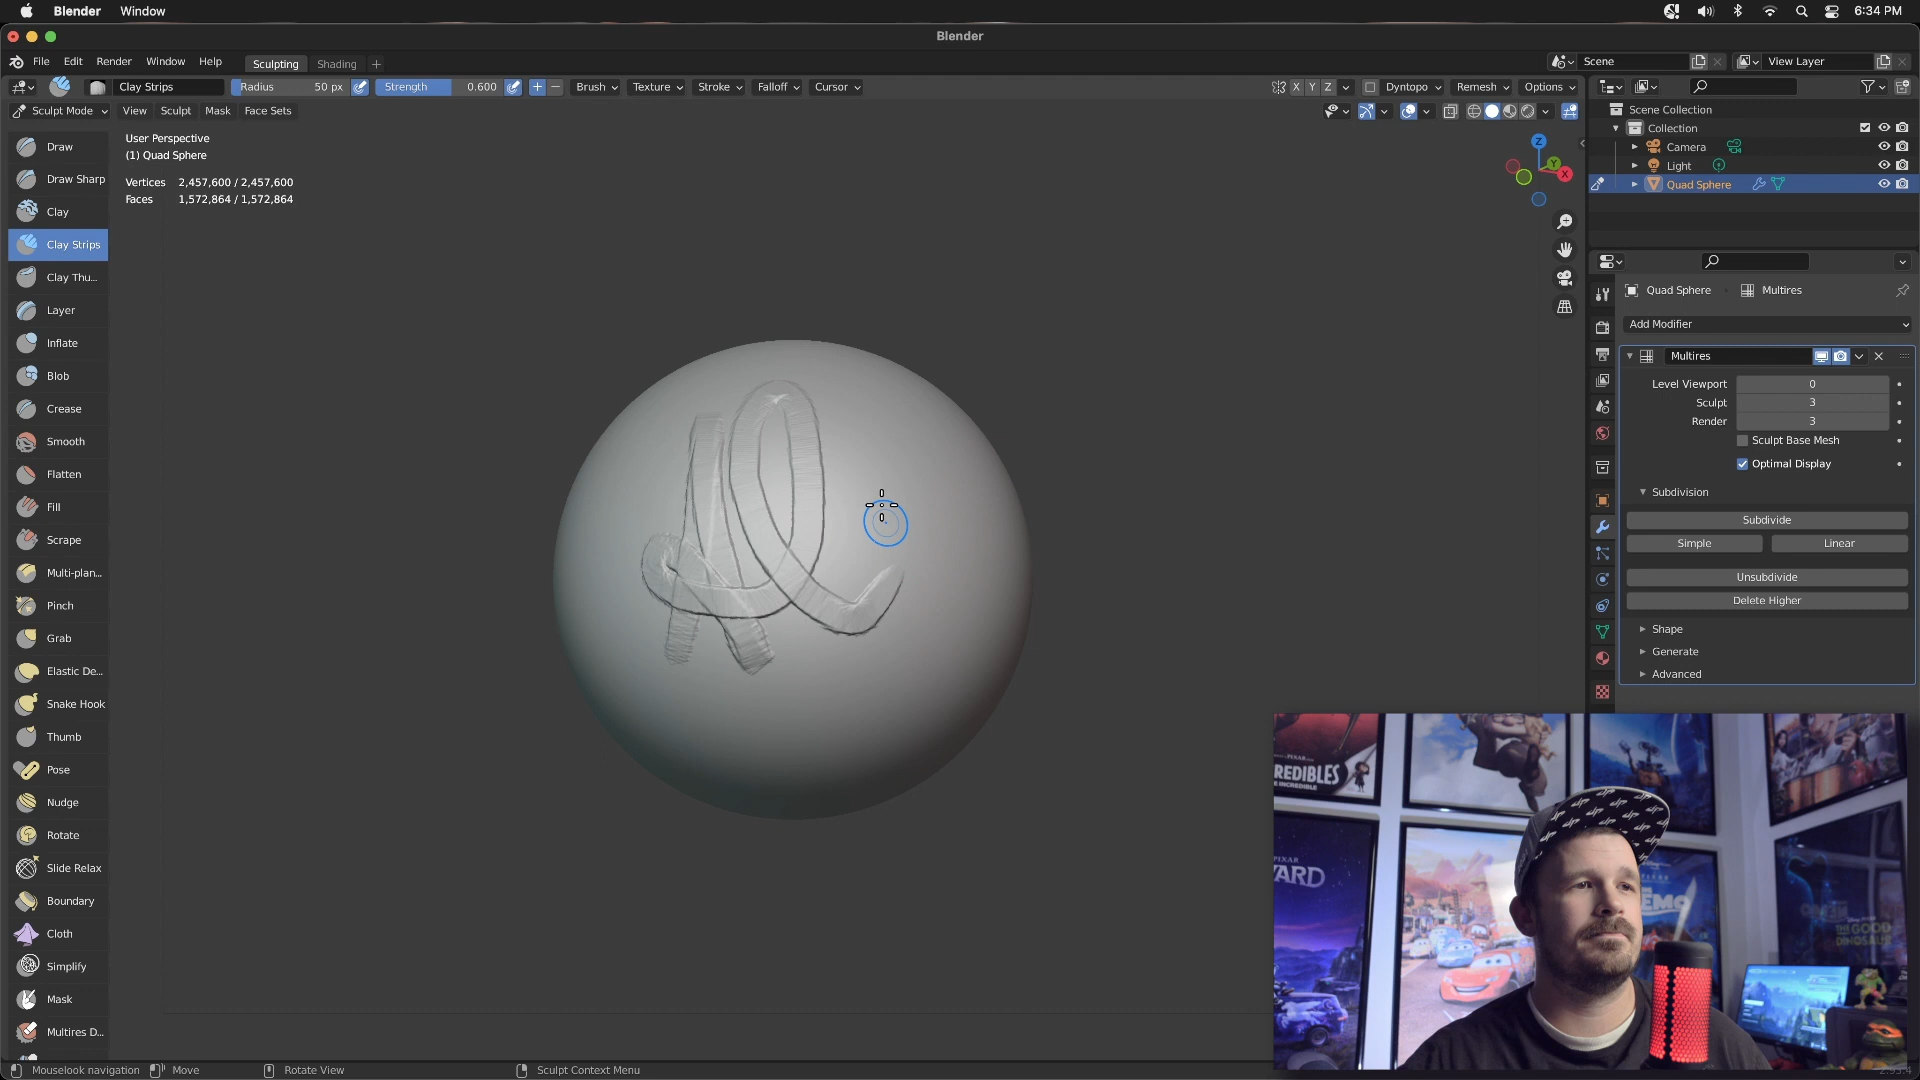 Blender Window 6:34 PM
Blender
File Edit Render Window Help Sculpting Shading + Scene View Layer
Clay Strips Radius 50 px Strength 0.600 + − Brush Texture Stroke Falloff Cursor X Y Z Dyntopo Remesh Options
Sculpt Mode View Sculpt Mask Face Sets
User Perspective
(1) Quad Sphere
Vertices 2,457,600 / 2,457,600
Faces 1,572,864 / 1,572,864
Z
Y
X
Draw
Draw Sharp
Clay
Clay Strips
Clay Thu...
Layer
Inflate
Blob
Crease
Smooth
Flatten
Fill
Scrape
Multi-plan...
Pinch
Grab
Elastic De...
Snake Hook
Thumb
Pose
Nudge
Rotate
Slide Relax
Boundary
Cloth
Simplify
Mask
Multires D...
Scene Collection
Collection
Camera
Light
Quad Sphere
Quad Sphere Multires
Add Modifier
Multires
Level Viewport 0
Sculpt 3
Render 3
Sculpt Base Mesh
Optimal Display
Subdivision
Subdivide
Simple Linear
Unsubdivide
Delete Higher
Shape
Generate
Advanced
REDIBLES
PIXAR
YARD
EMO
THE GOOD
DINOSAUR
Mouselook navigation Move Rotate View Sculpt Context Menu